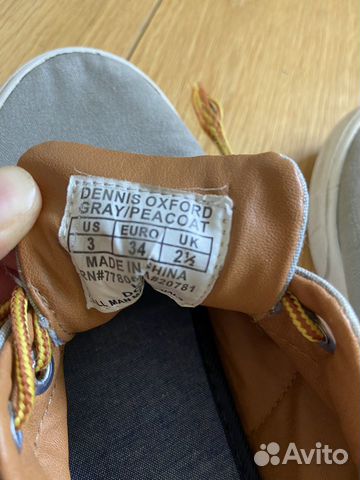 DENNIS OXFORD
GRAY/PEACOAT
US EURO UK
3 34 2½
MADE IN CHINA
Avito